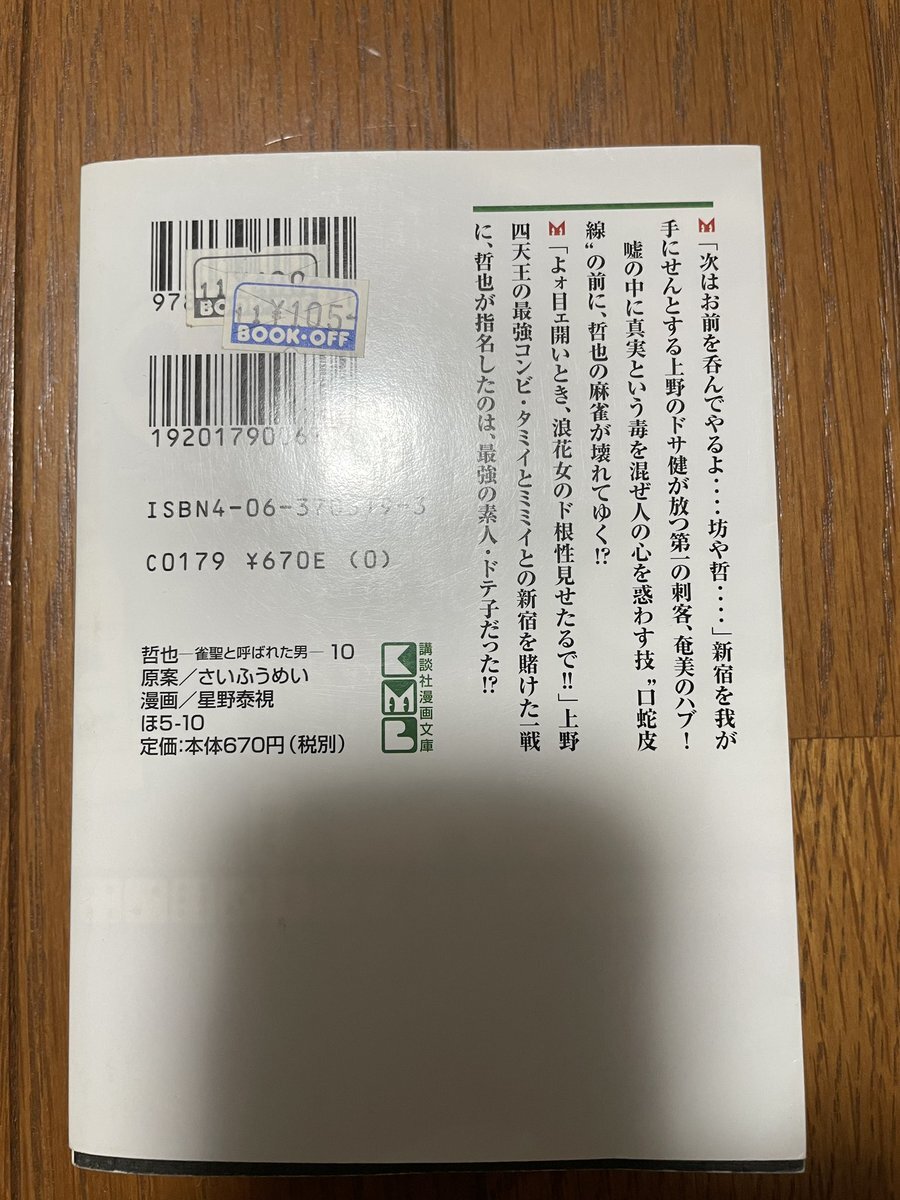 「次はお前を呑んでやるよ‥‥坊や哲‥‥」新宿を我が
手にせんとする上野のドサ健が放つ第一の刺客、奄美のハブ！
嘘の中に真実という毒を混ぜ人の心を惑わす技、〝口蛇皮
線〟の前に、哲也の麻雀が壊れてゆく!?
「よォ目ェ開いとき、浪花女のド根性見せたるで!!」上野
四天王の最強コンビ・タミイとミミイとの新宿を賭けた一戦
に、哲也が指名したのは、最強の素人・ドテ子だった!?
11
BO
11 ¥105-
BOOK・OFF
ISBN4-06-
C0179 ¥670E (0)
哲也―雀聖と呼ばれた男― 10
原案／さいふうめい
漫画／星野泰視
ほ5-10
定価:本体670円（税別）
KMB
講談社漫画文庫